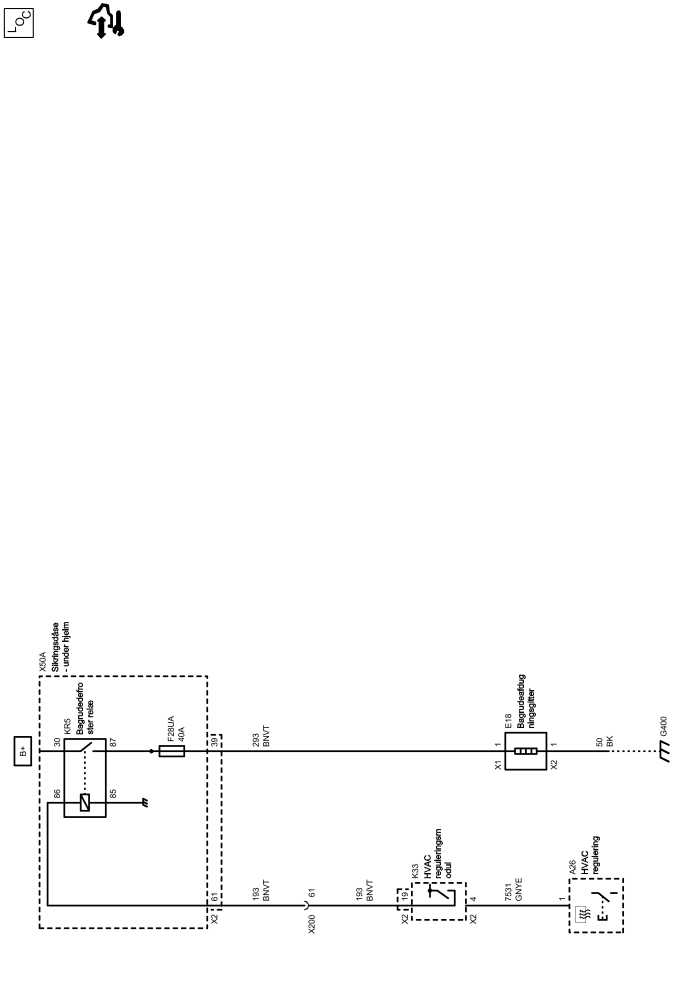 LOC
B+
X50A
Sikringsdåse
- under hjelm
KR5
Bagrudedefro
ster relæ
30
86
87
85
F28UA
40A
X2
61
39
193
BNVT
293
BNVT
X200
61
193
BNVT
X2
19
K33
HVAC
reguleringsm
odul
X2
4
7531
GNYE
1
A26
HVAC
regulering
X1
1
E18
Bagrudeafdug
ningsgitter
X2
1
50
BK
G400